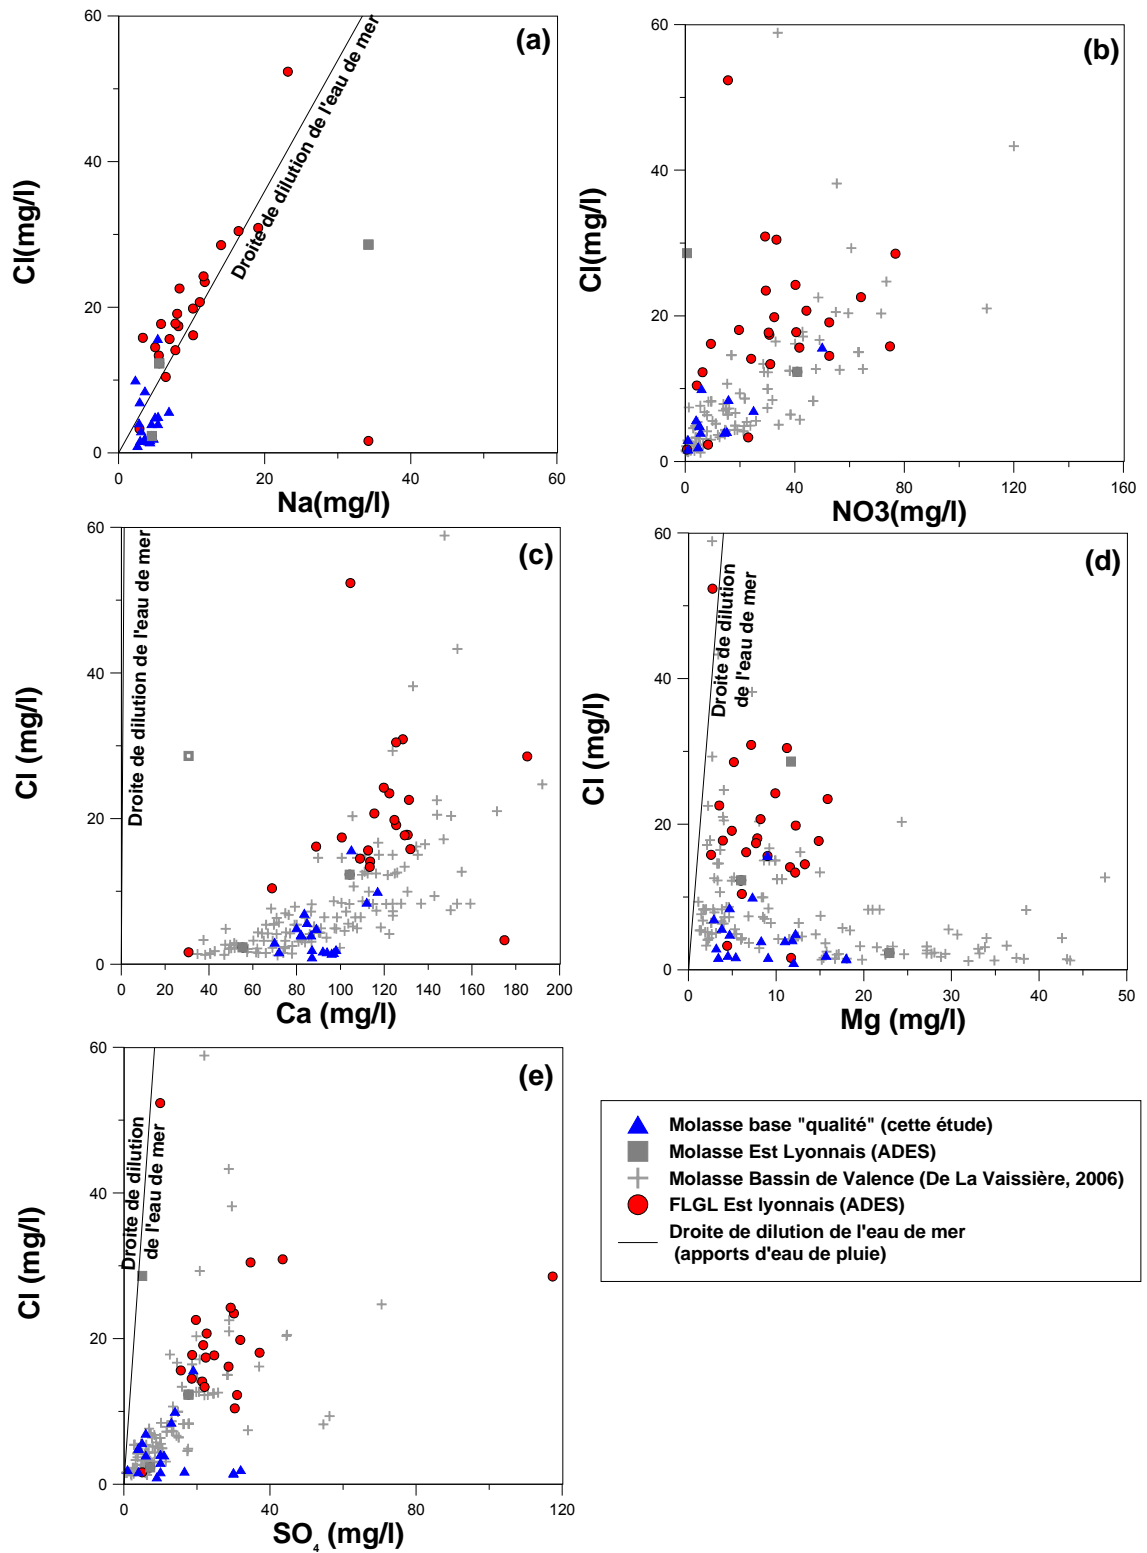 (a)
60
40
20
0
0
20
40
60
Cl(mg/l)
Na(mg/l)
Droite de dilution de l'eau de mer
(b)
60
40
20
0
0
40
80
120
160
Cl(mg/l)
NO3(mg/l)
(c)
60
40
20
0
0
20
40
60
80
100
120
140
160
180
200
Cl (mg/l)
Ca (mg/l)
Droite de dilution de l'eau de mer
(d)
60
40
20
0
0
10
20
30
40
50
Cl (mg/l)
Mg (mg/l)
Droite de dilution
de l'eau de mer
(e)
60
40
20
0
0
40
80
120
Cl (mg/l)
SO4 (mg/l)
Droite de dilution
de l'eau de mer
Molasse base "qualité" (cette étude)
Molasse Est Lyonnais (ADES)
Molasse Bassin de Valence (De La Vaissière, 2006)
FLGL Est lyonnais (ADES)
Droite de dilution de l'eau de mer
(apports d'eau de pluie)